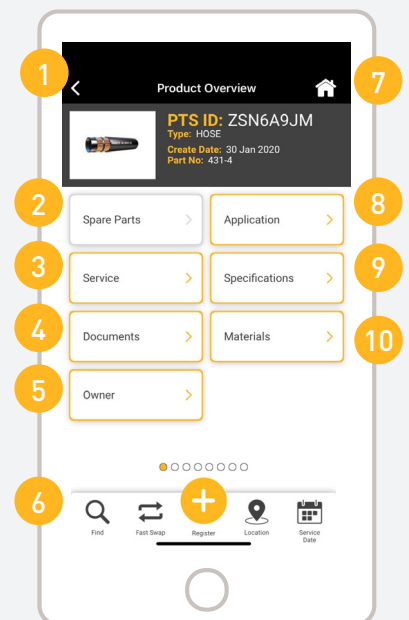 1
Product Overview
7
PTS ID: ZSN6A9JM
Type: HOSE
Create Date: 30 Jan 2020
Part No: 431-4
2
Spare Parts
Application
8
3
Service
Specifications
9
4
Documents
Materials
10
5
Owner
6
Find
Fast Swap
Register
Location
Service
Date